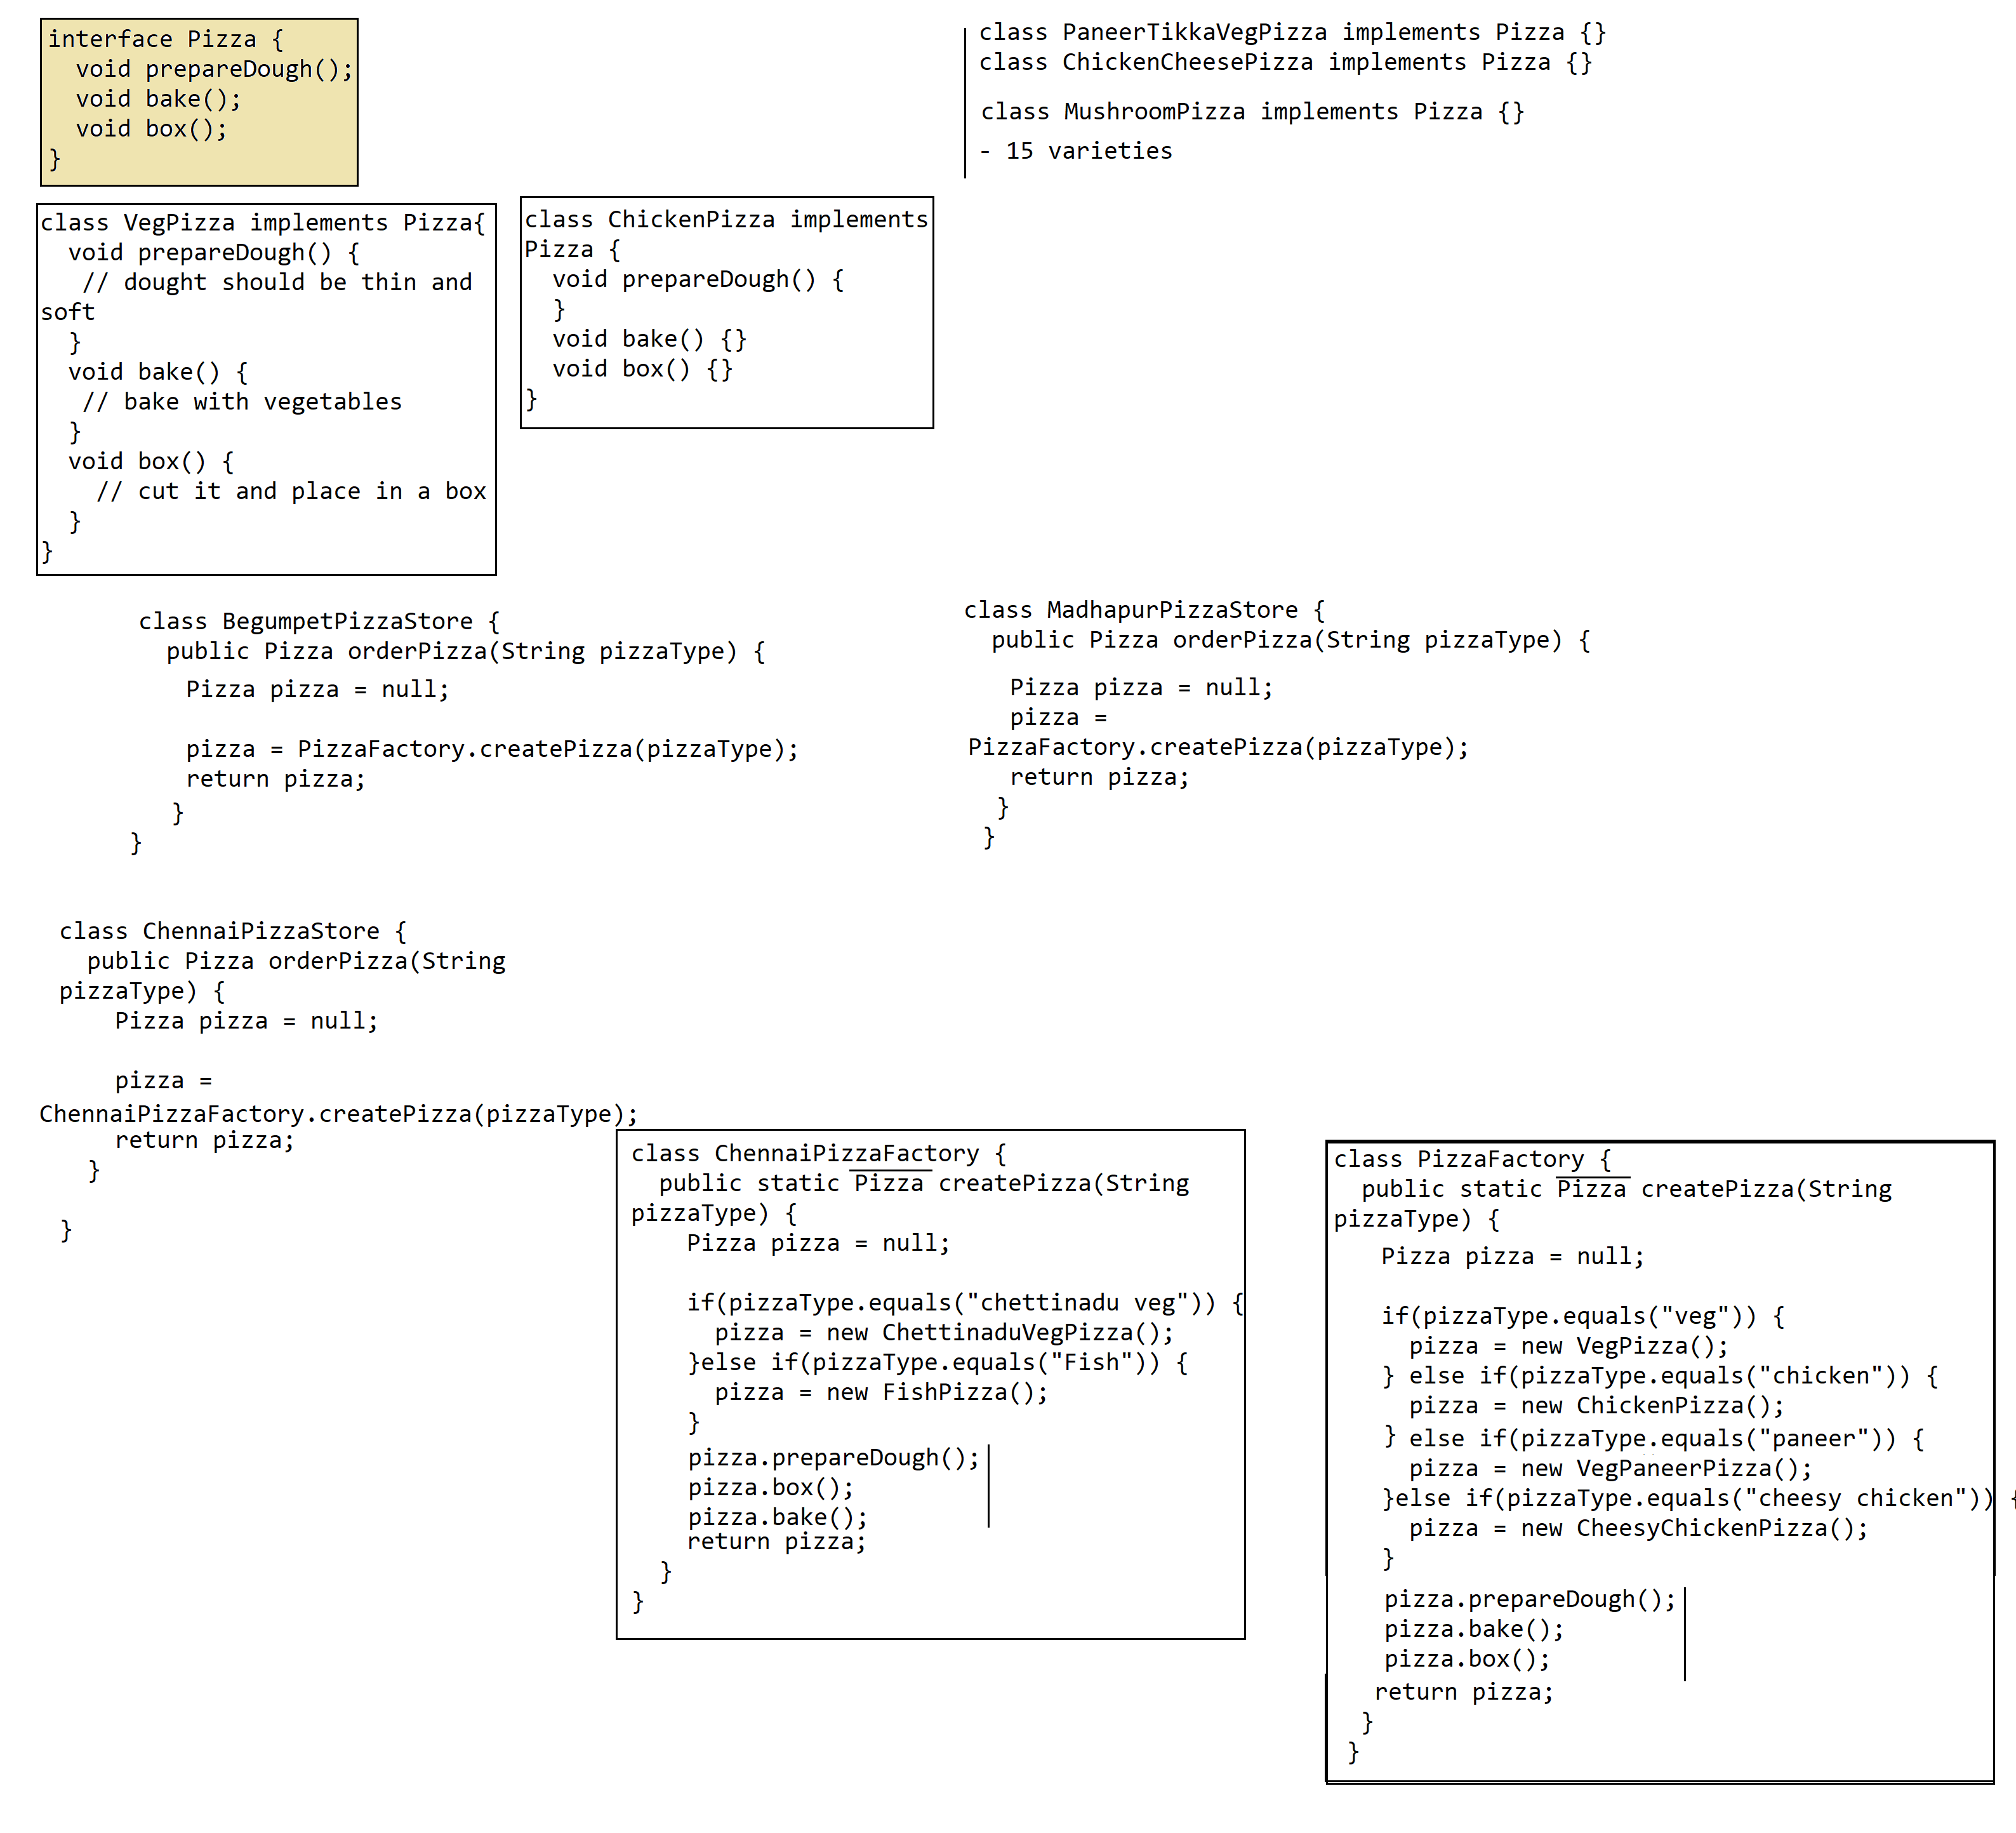 interface Pizza {
  void prepareDough();
  void bake();
  void box();
}
class PaneerTikkaVegPizza implements Pizza {}
class ChickenCheesePizza implements Pizza {}
class MushroomPizza implements Pizza {}
- 15 varieties
class VegPizza implements Pizza{
  void prepareDough() {
   // dought should be thin and
soft
  }
  void bake() {
   // bake with vegetables
  }
  void box() {
    // cut it and place in a box
  }
}
class ChickenPizza implements
Pizza {
  void prepareDough() {
  }
  void bake() {}
  void box() {}
}
class BegumpetPizzaStore {
  public Pizza orderPizza(String pizzaType) {
    Pizza pizza = null;
    pizza = PizzaFactory.createPizza(pizzaType);
    return pizza;
  }
}
class MadhapurPizzaStore {
  public Pizza orderPizza(String pizzaType) {
    Pizza pizza = null;
    pizza =
PizzaFactory.createPizza(pizzaType);
    return pizza;
  }
}
class ChennaiPizzaStore {
  public Pizza orderPizza(String
pizzaType) {
    Pizza pizza = null;
    pizza =
ChennaiPizzaFactory.createPizza(pizzaType);
    return pizza;
  }
}
class ChennaiPizzaFactory {
  public static Pizza createPizza(String
pizzaType) {
    Pizza pizza = null;
    if(pizzaType.equals("chettinadu veg")) {
      pizza = new ChettinaduVegPizza();
    }else if(pizzaType.equals("Fish")) {
      pizza = new FishPizza();
    }
    pizza.prepareDough();
    pizza.box();
    pizza.bake();
    return pizza;
  }
}
class PizzaFactory {
  public static Pizza createPizza(String
pizzaType) {
    Pizza pizza = null;
    if(pizzaType.equals("veg")) {
      pizza = new VegPizza();
    } else if(pizzaType.equals("chicken")) {
      pizza = new ChickenPizza();
    } else if(pizzaType.equals("paneer")) {
      pizza = new VegPaneerPizza();
    }else if(pizzaType.equals("cheesy chicken")) {
      pizza = new CheesyChickenPizza();
    }
    pizza.prepareDough();
    pizza.bake();
    pizza.box();
    return pizza;
  }
}